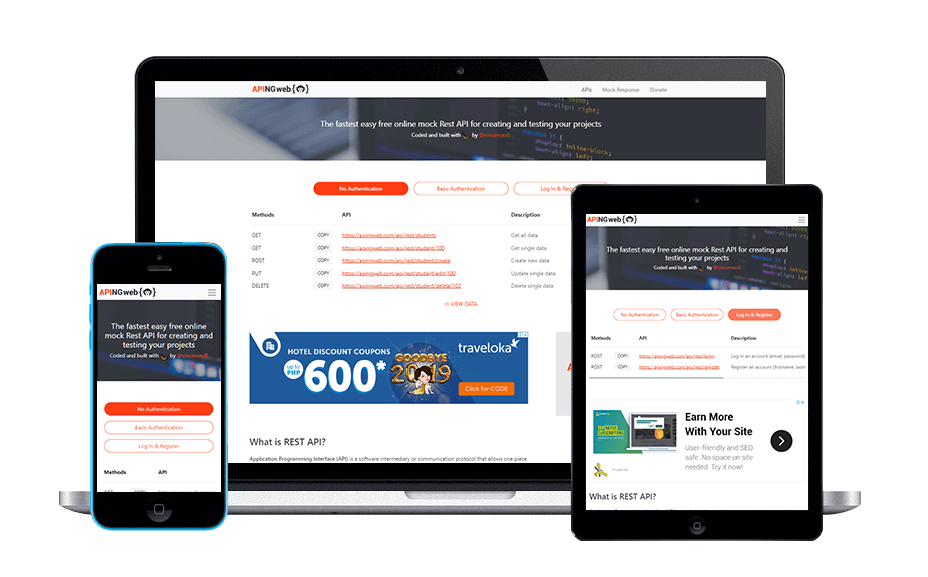 APINGweb{ }
APIs Mock Response Donate
The fastest easy free online mock Rest API for creating and testing your projects
Coded and built with by @vincenravill
No Authentication Basic Authentication Log In & Regi
Methods API Description
GET COPY https://apingweb.com/api/rest/students Get all data
GET COPY https://apingweb.com/api/rest/student/100 Get single data
POST COPY https://apingweb.com/api/rest/student/create Create new data
PUT COPY https://apingweb.com/api/rest/student/edit/100 Update single data
DELETE COPY https://apingweb.com/api/rest/student/delete/102 Delete single data
VIEW DATA
HOTEL DISCOUNT COUPONS
up to PHP 600*
GOODBYE 2019
traveloka
Click for CODE
What is REST API?
Application Programming Interface (API) is a software intermediary or communication protocol that allows one piece
APINGweb{ }
The fastest easy free online
mock Rest API for creating and
testing your projects
Coded and built with by
No Authentication
Basic Authentication
Log In & Register
Methods API
GET COPY
APINGweb{ }
The fastest easy free online mock Rest API for creating and
testing your projects
Coded and built with by
No Authentication Basic Authentication Log In & Register
Methods API Description
POST COPY https://apingweb.com/api/rest/login Log in an account (email, password)
POST COPY https://apingweb.com/api/rest/register Register an account (firstname, lastn
Earn More
With Your Site
User-friendly and SEO
safe. No space on site
needed. Try it now!
What is REST API?